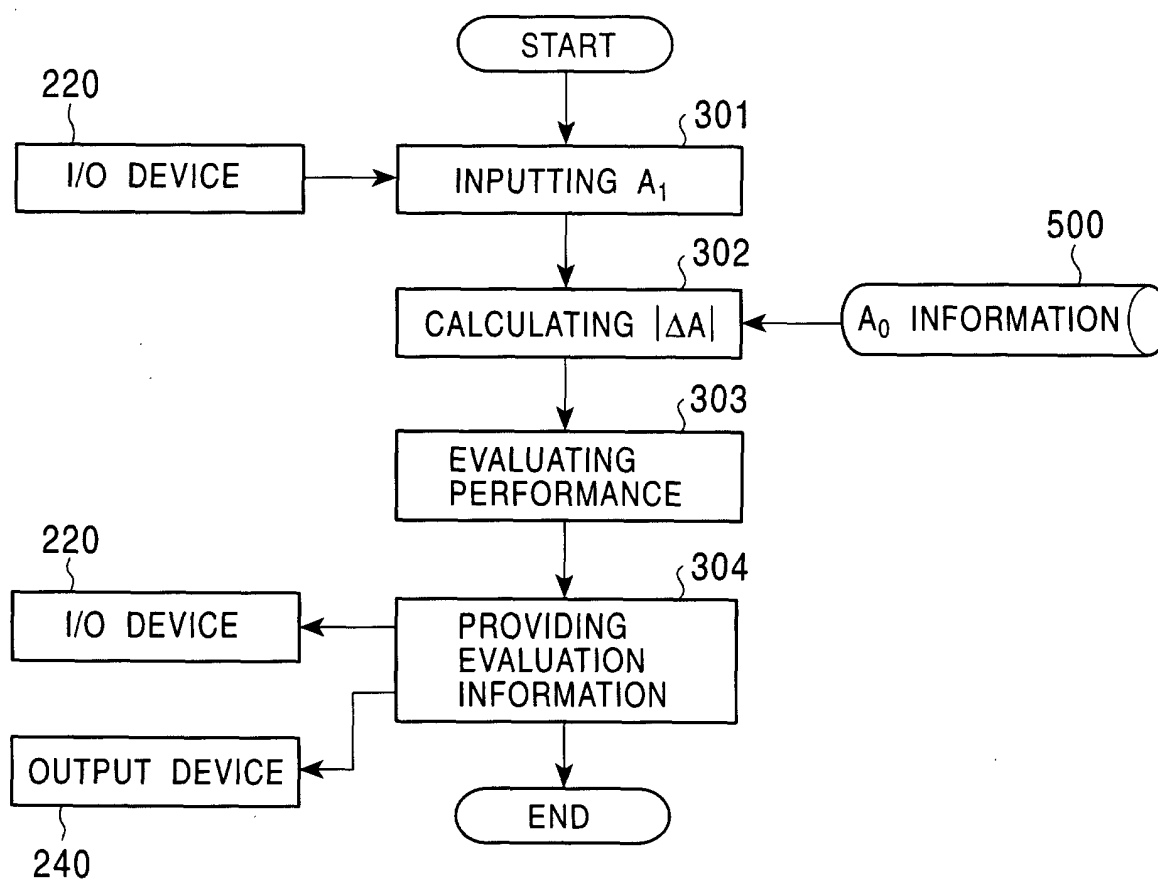 START
220
301
I/O DEVICE
INPUTTING A₁
500
302
CALCULATING |ΔA|
A₀ INFORMATION
303
EVALUATING
PERFORMANCE
220
304
I/O DEVICE
PROVIDING
EVALUATION
INFORMATION
OUTPUT DEVICE
END
240